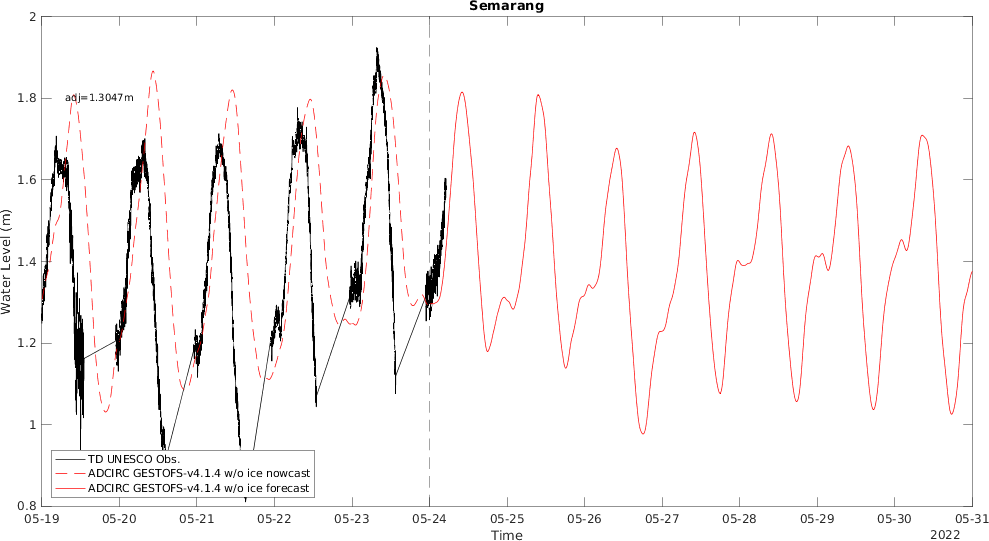 Semarang
2
1.8
1.6
1.4
1.2
1
0.8
Water Level (m)
adj=1.3047m
TD UNESCO Obs.
ADCIRC GESTOFS-v4.1.4 w/o ice nowcast
ADCIRC GESTOFS-v4.1.4 w/o ice forecast
05-19 05-20 05-21 05-22 05-23 05-24 05-25 05-26 05-27 05-28 05-29 05-30 05-31
Time
2022